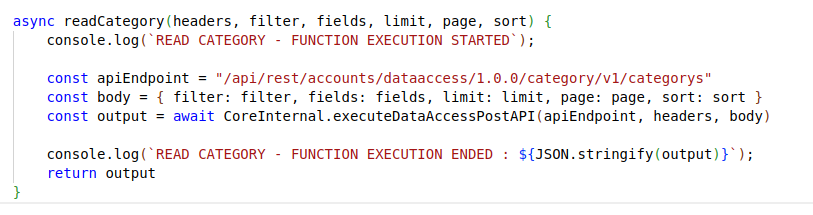 async readCategory(headers, filter, fields, limit, page, sort) {
    console.log(`READ CATEGORY - FUNCTION EXECUTION STARTED`);
    const apiEndpoint = "/api/rest/accounts/dataaccess/1.0.0/category/v1/categorys"
    const body = { filter: filter, fields: fields, limit: limit, page: page, sort: sort }
    const output = await CoreInternal.executeDataAccessPostAPI(apiEndpoint, headers, body)
    console.log(`READ CATEGORY - FUNCTION EXECUTION ENDED : ${JSON.stringify(output)}`);
    return output
}